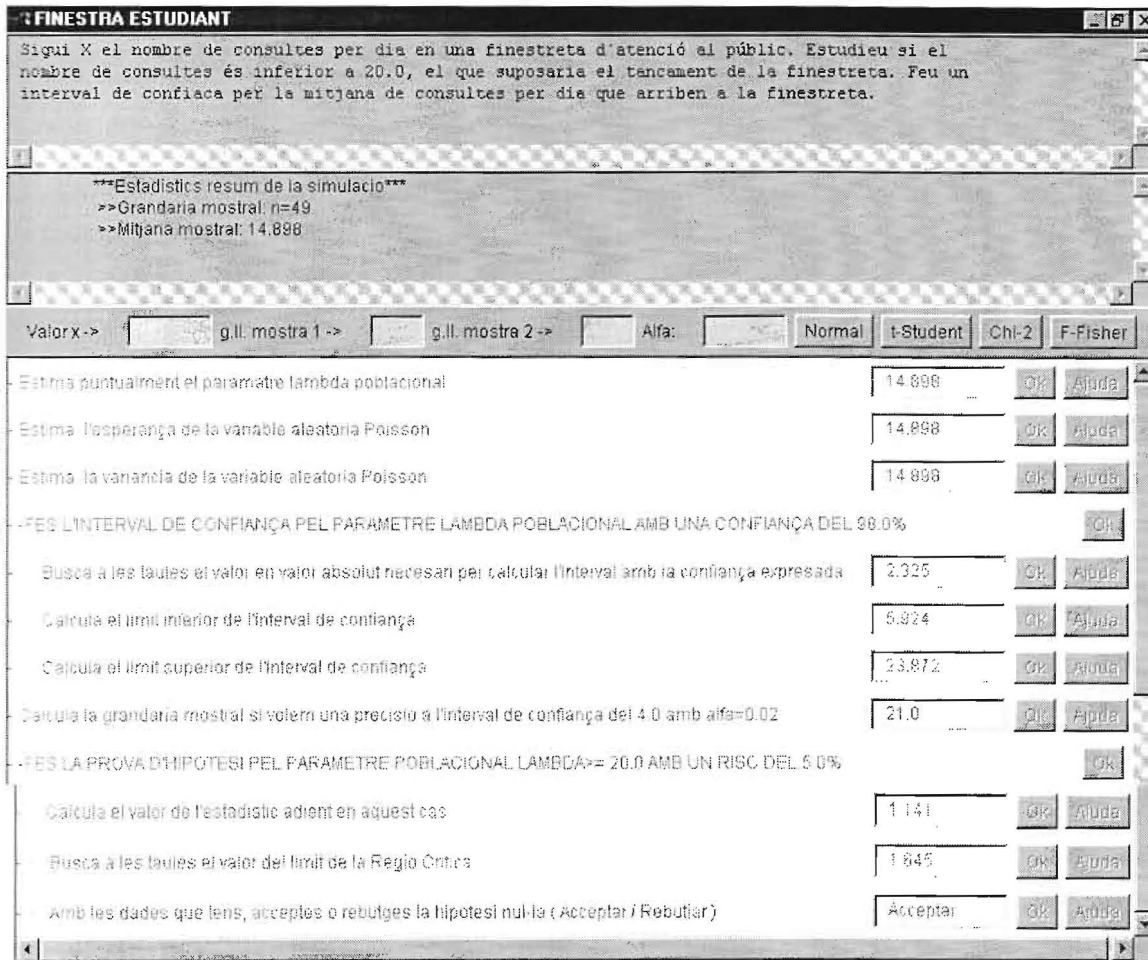 FINESTRA ESTUDIANT
Sigui X el nombre de consultes per dia en una finestreta d'atenció al públic. Estudieu si el
nombre de consultes és inferior a 20.0, el que suposaria el tancament de la finestreta. Feu un
interval de confiaca per la mitjana de consultes per dia que arriben a la finestreta.
***Estadistics resum de la simulacio***
>>Grandaria mostral: n=49
>>Mitjana mostral: 14.898
Valor x -> g.ll. mostra 1 -> g.ll. mostra 2 -> Alfa: Normal t-Student Chi-2 F-Fisher
Estima puntualment el parametre lambda poblacional 14.898 Ok Ajuda
Estima l'esperança de la variable aleatoria Poisson 14.898 Ok Ajuda
Estima la variancia de la variable aleatoria Poisson 14.898 Ok Ajuda
-FES L'INTERVAL DE CONFIANÇA PEL PARAMETRE LAMBDA POBLACIONAL AMB UNA CONFIANÇA DEL 98.0% Ok
Busca a les taules el valor en valor absolut necesari per calcular l'interval amb la confiança expresada 2.325 Ok Ajuda
Calcula el limit inferior de l'interval de confiança 5.924 Ok Ajuda
Calcula el limit superior de l'interval de confiança 23.872 Ok Ajuda
Calcula la grandaria mostral si volem una precisio a l'interval de confiança del 4.0 amb alfa=0.02 21.0 Ok Ajuda
-FES LA PROVA D'HIPOTESI PEL PARAMETRE POBLACIONAL LAMBDA>= 20.0 AMB UN RISC DEL 5.0% Ok
Calcula el valor de l'estadistic adient en aquest cas 1.141 Ok Ajuda
Busca a les taules el valor del limit de la Regio Critica 1.645 Ok Ajuda
Amb les dades que tens, acceptes o rebutges la hipotesi nul·la ( Acceptar / Rebutjar ) Acceptar Ok Ajuda